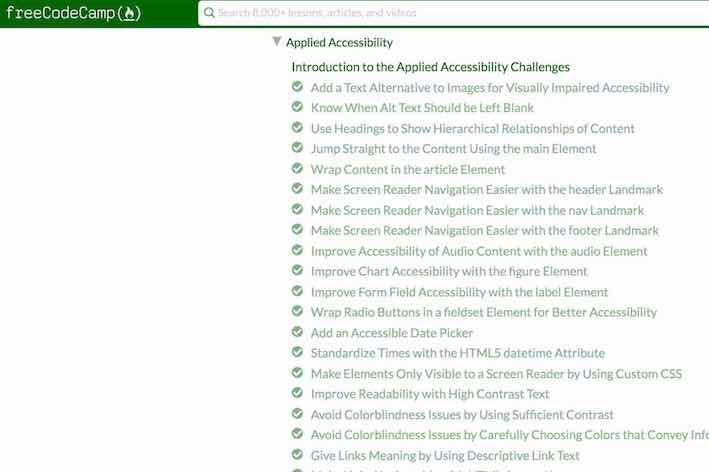 freeCodeCamp
Search 8,000+ lessons, articles, and videos
Applied Accessibility
Introduction to the Applied Accessibility Challenges
Add a Text Alternative to Images for Visually Impaired Accessibility
Know When Alt Text Should be Left Blank
Use Headings to Show Hierarchical Relationships of Content
Jump Straight to the Content Using the main Element
Wrap Content in the article Element
Make Screen Reader Navigation Easier with the header Landmark
Make Screen Reader Navigation Easier with the nav Landmark
Make Screen Reader Navigation Easier with the footer Landmark
Improve Accessibility of Audio Content with the audio Element
Improve Chart Accessibility with the figure Element
Improve Form Field Accessibility with the label Element
Wrap Radio Buttons in a fieldset Element for Better Accessibility
Add an Accessible Date Picker
Standardize Times with the HTML5 datetime Attribute
Make Elements Only Visible to a Screen Reader by Using Custom CSS
Improve Readability with High Contrast Text
Avoid Colorblindness Issues by Using Sufficient Contrast
Avoid Colorblindness Issues by Carefully Choosing Colors that Convey Info
Give Links Meaning by Using Descriptive Link Text